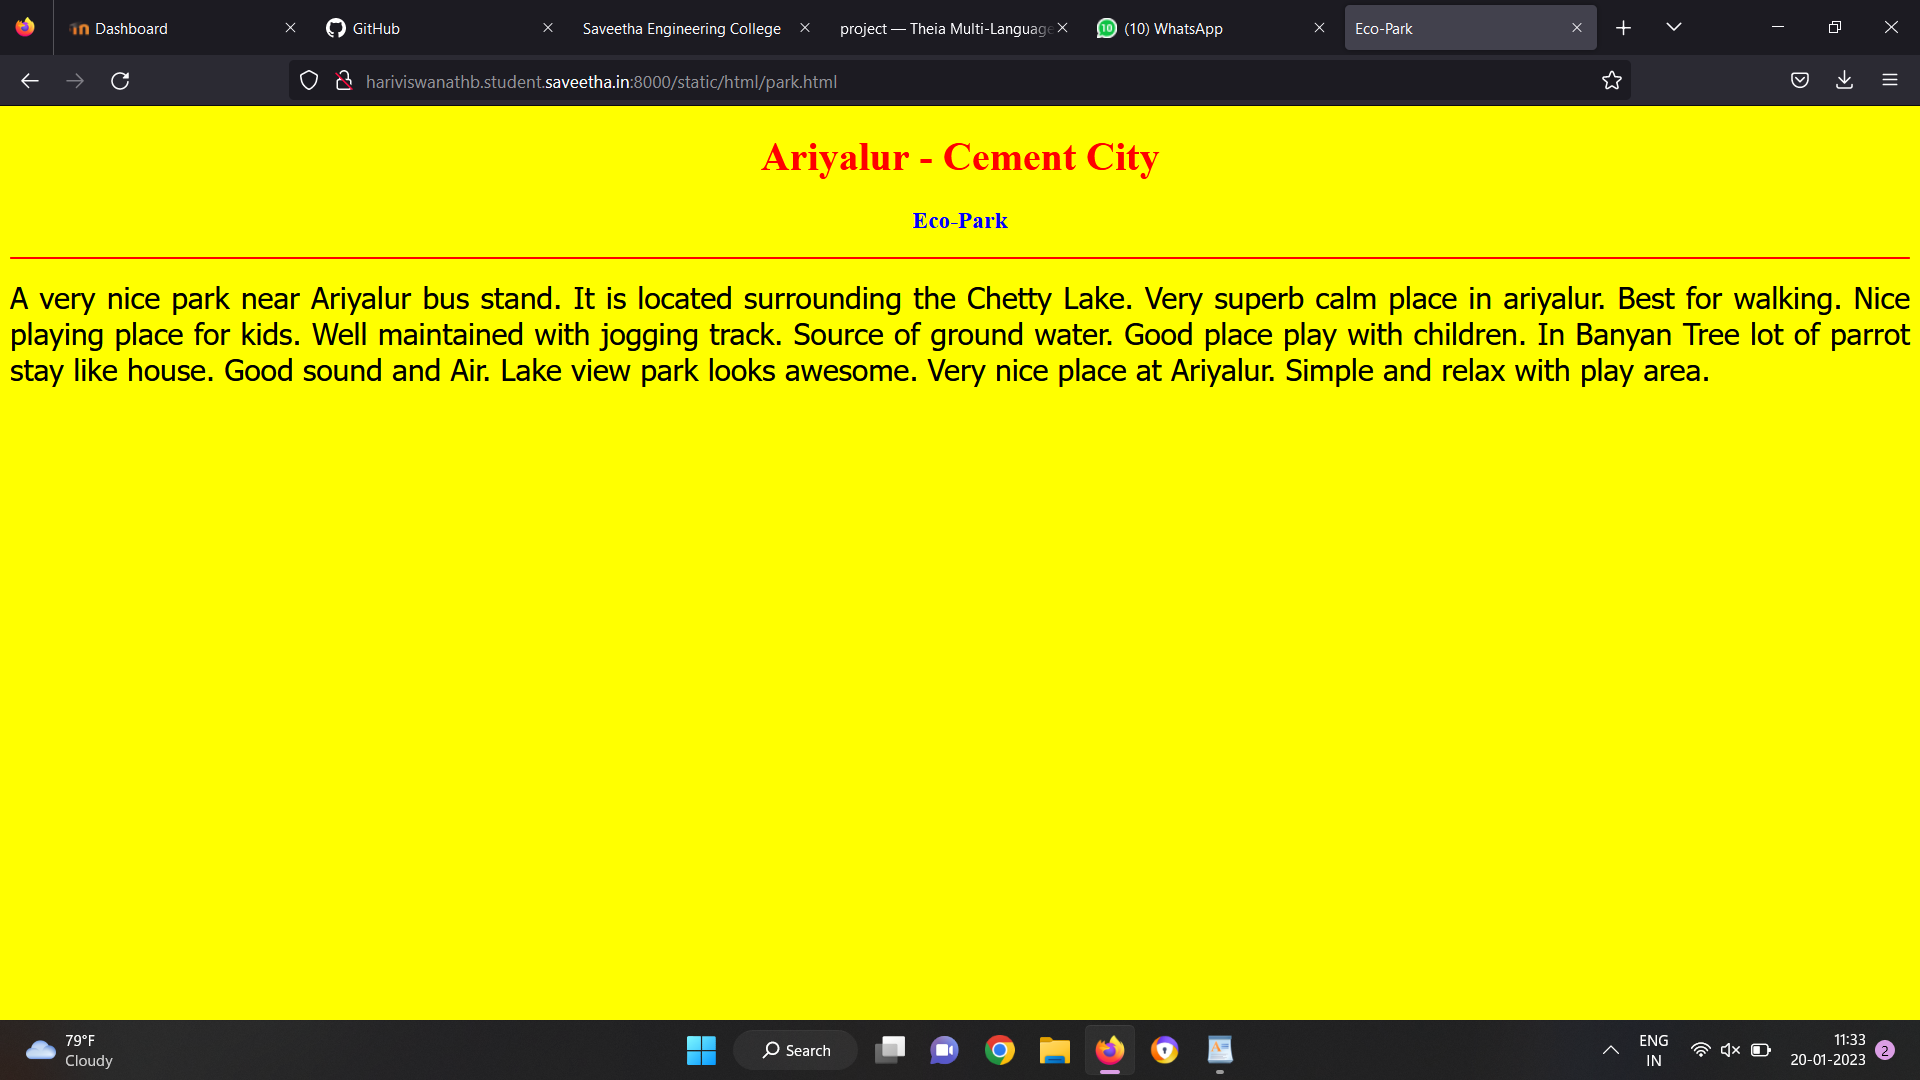 Dashboard
GitHub
Saveetha Engineering College
project — Theia Multi-Language
10
(10) WhatsApp
Eco-Park
hariviswanathb.student.saveetha.in:8000/static/html/park.html
Ariyalur - Cement City
Eco-Park
A very nice park near Ariyalur bus stand. It is located surrounding the Chetty Lake. Very superb calm place in ariyalur. Best for walking. Nice
playing place for kids. Well maintained with jogging track. Source of ground water. Good place play with children. In Banyan Tree lot of parrot
stay like house. Good sound and Air. Lake view park looks awesome. Very nice place at Ariyalur. Simple and relax with play area.
79°F
Cloudy
Search
ENG
IN
11:33
20-01-2023
2